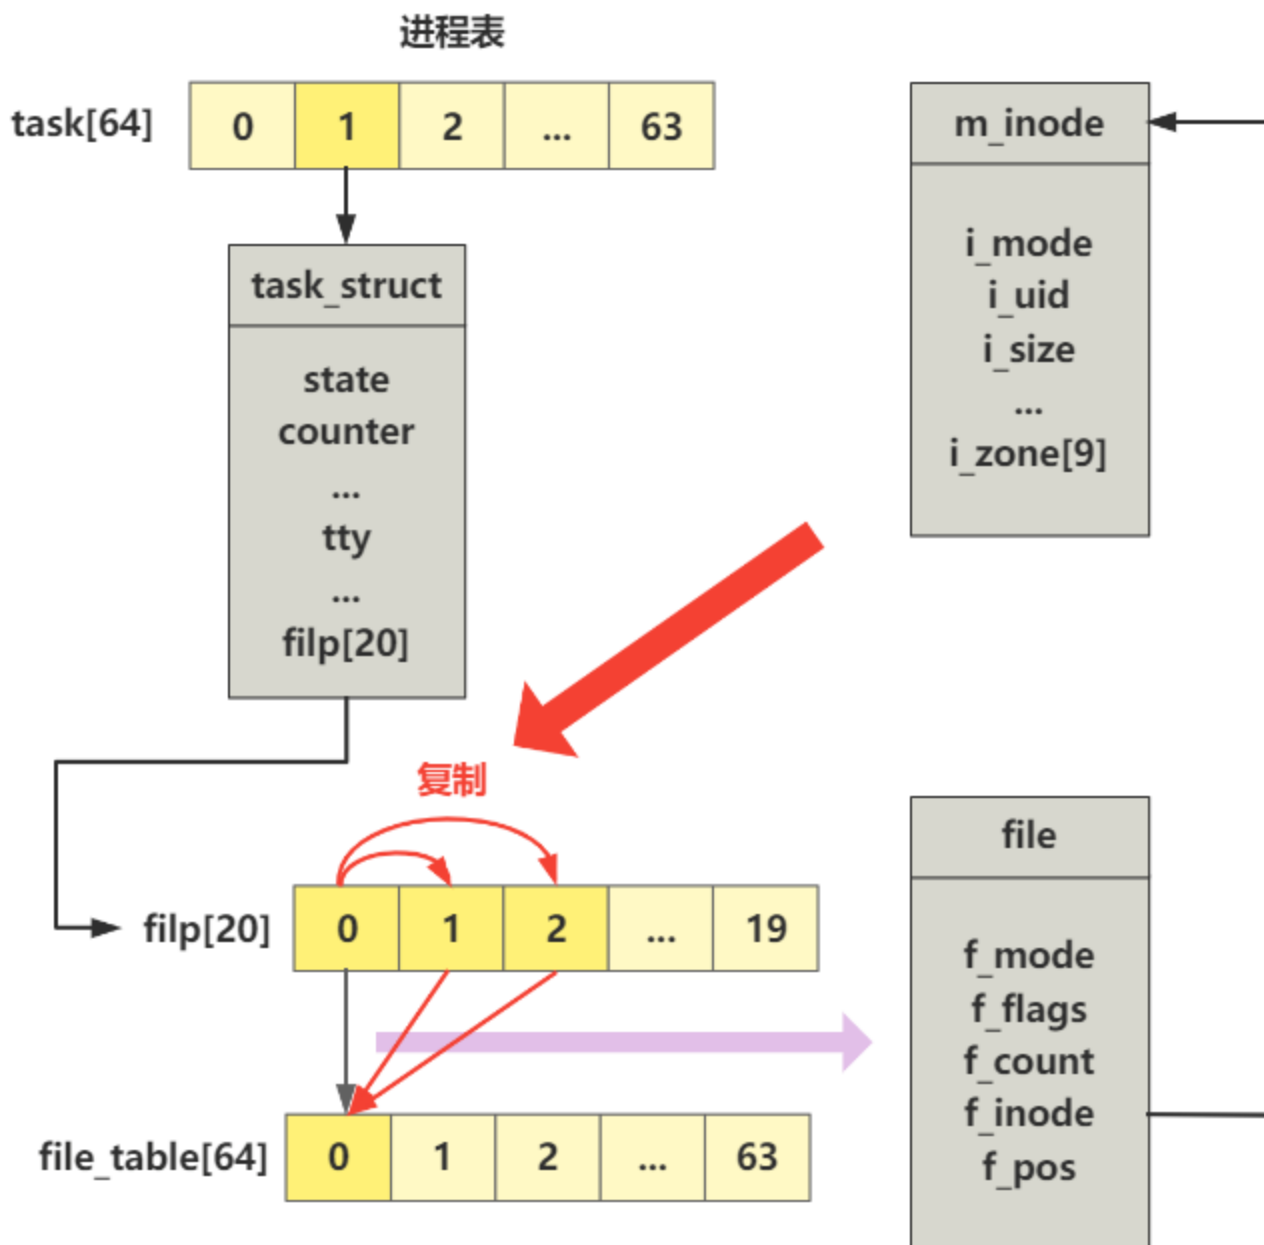 进程表
task[64]
0 1 2 ... 63
task_struct
state
counter
...
tty
...
filp[20]
m_inode
i_mode
i_uid
i_size
...
i_zone[9]
复制
filp[20]
0 1 2 ... 19
file_table[64]
0 1 2 ... 63
file
f_mode
f_flags
f_count
f_inode
f_pos